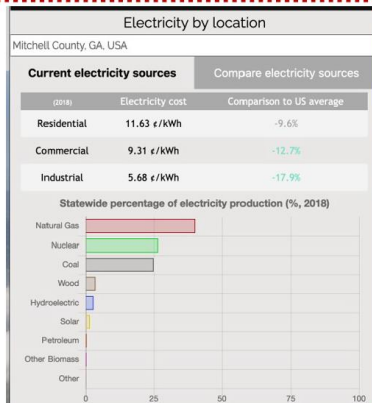 Electricity by location
Mitchell County, GA, USA
Current electricity sources Compare electricity sources
(2018) Electricity cost Comparison to US average
Residential 11.63 ¢/kWh -9.6%
Commercial 9.31 ¢/kWh -12.7%
Industrial 5.68 ¢/kWh -17.9%
Statewide percentage of electricity production (%, 2018)
Natural Gas
Nuclear
Coal
Wood
Hydroelectric
Solar
Petroleum
Other Biomass
Other
0 25 50 75 100